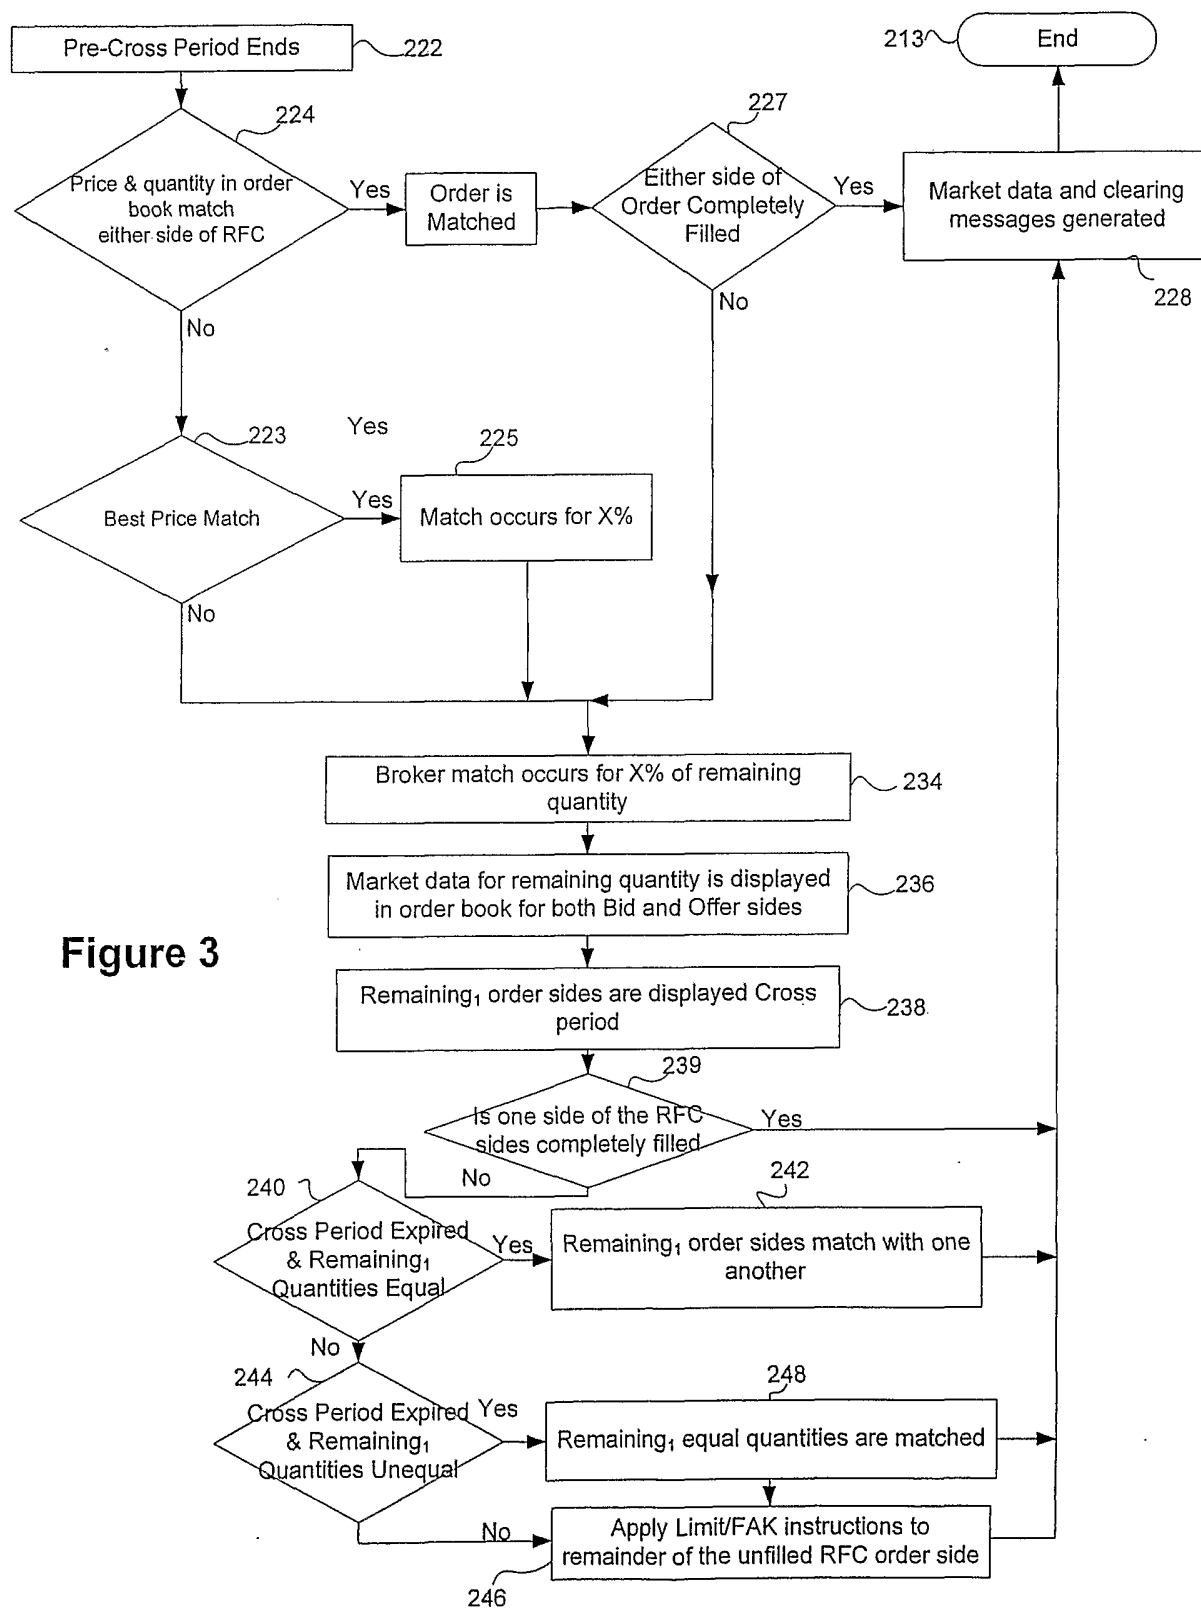 Pre-Cross Period Ends
222
213
End
224
227
Price & quantity in order
book match
either side of RFC
Yes
Order is
Matched
Either side of
Order Completely
Filled
Yes
Market data and clearing
messages generated
228
No
No
223
Yes
225
Best Price Match
Yes
Match occurs for X%
No
Broker match occurs for X% of remaining
quantity
234
Market data for remaining quantity is displayed
in order book for both Bid and Offer sides
236
Figure 3
Remaining₁ order sides are displayed Cross
period
238
239
Is one side of the RFC
sides completely filled
Yes
No
240
242
Cross Period Expired
& Remaining₁
Quantities Equal
Yes
Remaining₁ order sides match with one
another
No
244
248
Cross Period Expired
& Remaining₁
Quantities Unequal
Yes
Remaining₁ equal quantities are matched
No
Apply Limit/FAK instructions to
remainder of the unfilled RFC order side
246